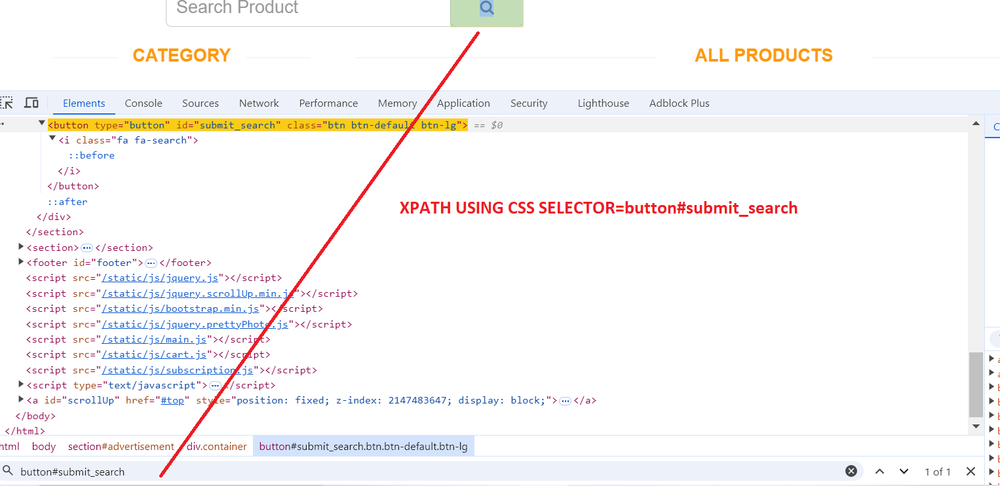 Search Product
CATEGORY
ALL PRODUCTS
Elements Console Sources Network Performance Memory Application Security Lighthouse Adblock Plus
<button type="button" id="submit_search" class="btn btn-default btn-lg"> == $0
<i class="fa fa-search">
::before
</i>
</button>
::after
</div>
XPATH USING CSS SELECTOR=button#submit_search
</section>
<section>…</section>
<footer id="footer">…</footer>
<script src="/static/js/jquery.js"></script>
<script src="/static/js/jquery.scrollUp.min.js"></script>
<script src="/static/js/bootstrap.min.js"></script>
<script src="/static/js/jquery.prettyPhoto.js"></script>
<script src="/static/js/main.js"></script>
<script src="/static/js/cart.js"></script>
<script src="/static/js/subscription.js"></script>
<script type="text/javascript">…</script>
<a id="scrollUp" href="#top" style="position: fixed; z-index: 2147483647; display: block;">…</a>
</body>
</html>
html body section#advertisement div.container button#submit_search.btn.btn-default.btn-lg
button#submit_search 1 of 1